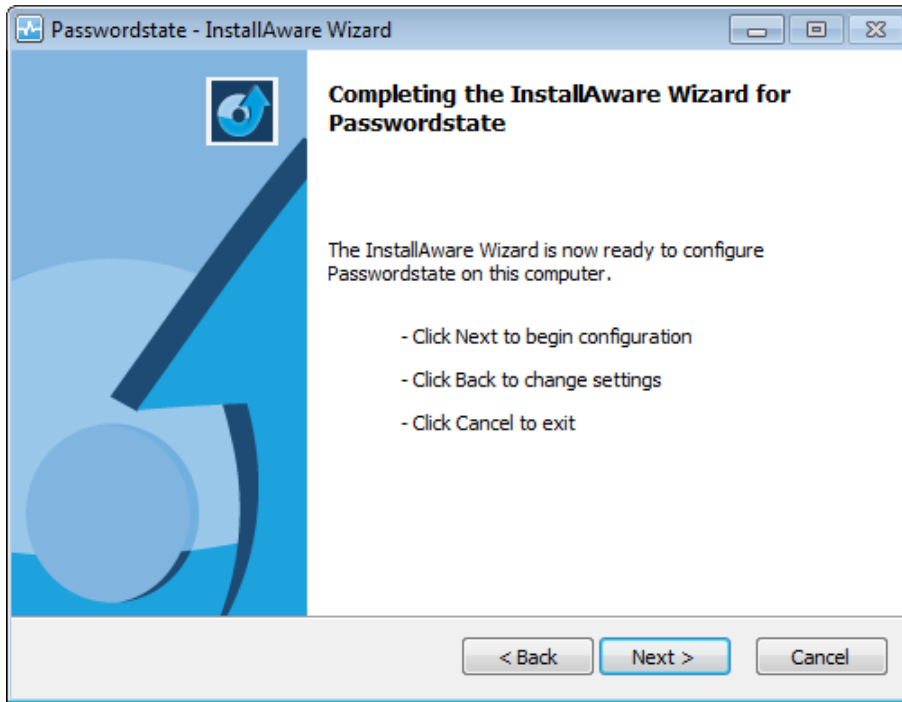 Passwordstate - InstallAware Wizard
Completing the InstallAware Wizard for
Passwordstate
The InstallAware Wizard is now ready to configure
Passwordstate on this computer.
- Click Next to begin configuration
- Click Back to change settings
- Click Cancel to exit
< Back
Next >
Cancel